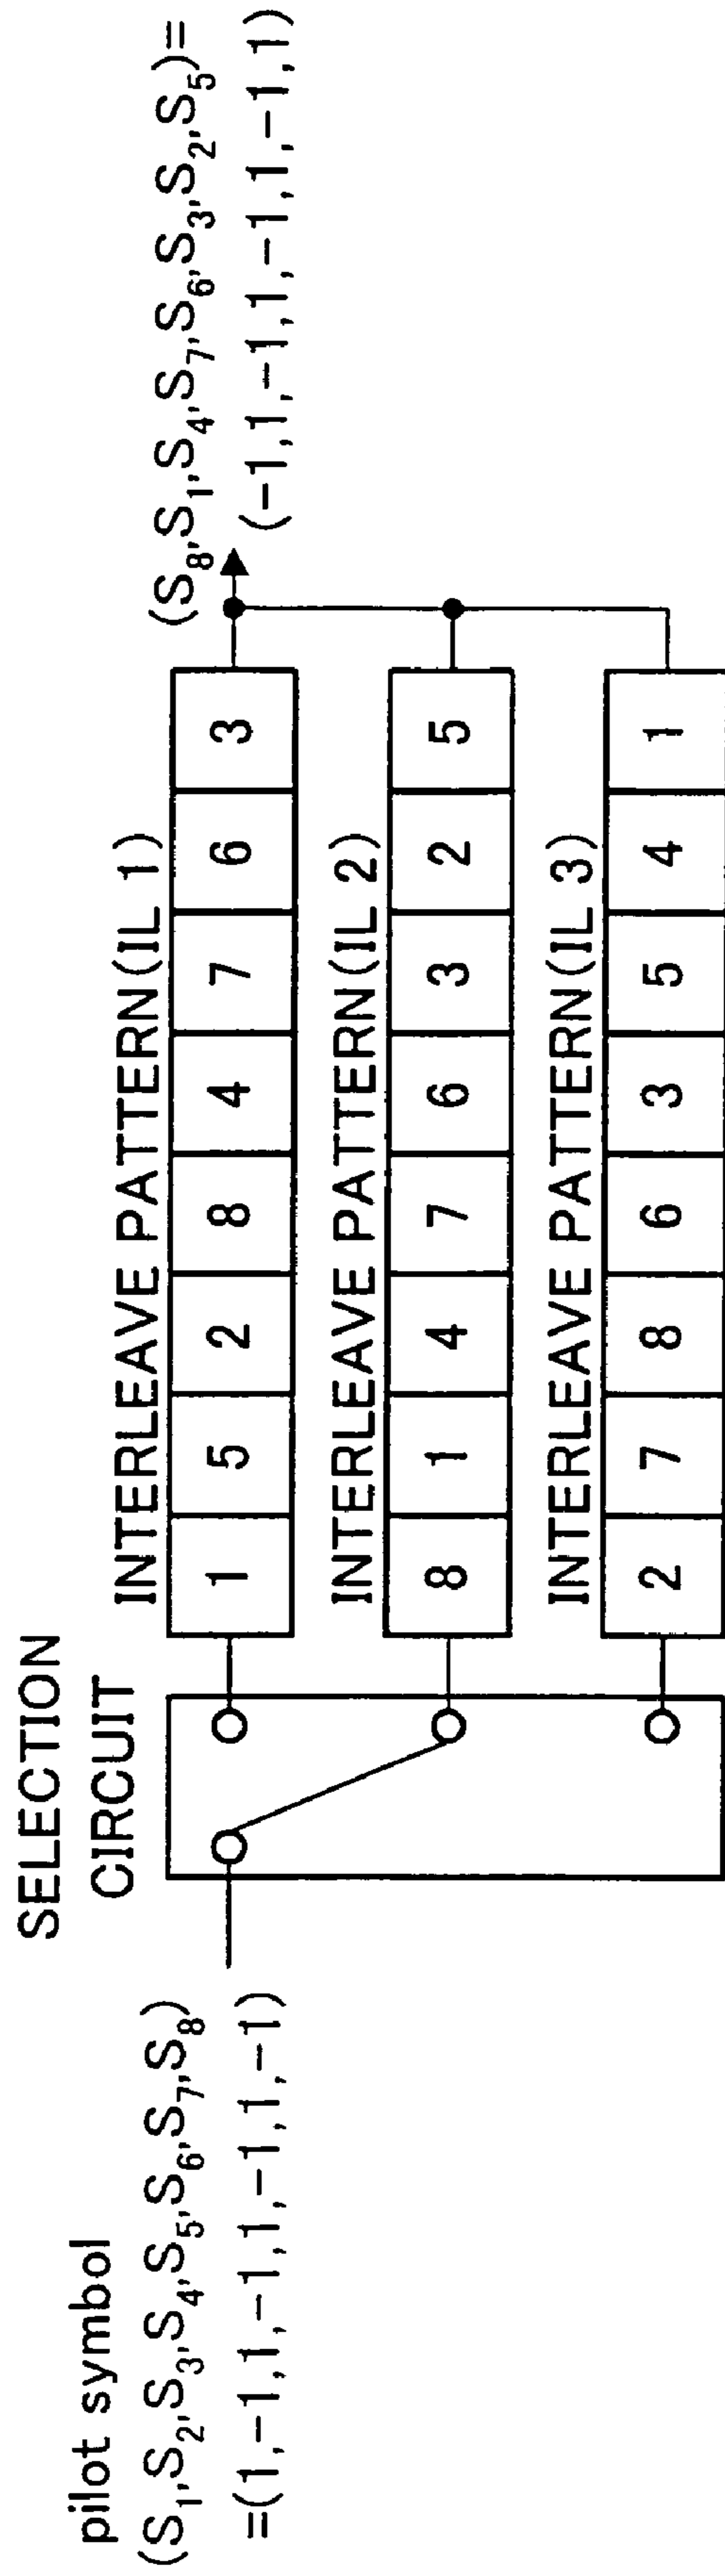 pilot symbol
(S₁,S₂,S₃,S₄,S₅,S₆,S₇,S₈)
=(1,-1,1,-1,1,-1,1,-1)
SELECTION
CIRCUIT
INTERLEAVE PATTERN(IL 1)
1 5 2 8 4 7 6 3
INTERLEAVE PATTERN(IL 2)
8 1 4 7 6 3 2 5
INTERLEAVE PATTERN(IL 3)
2 7 8 6 3 5 4 1
(S₈,S₁,S₄,S₇,S₆,S₃,S₂,S₅)=
(-1,1,-1,1,-1,1,-1,1)